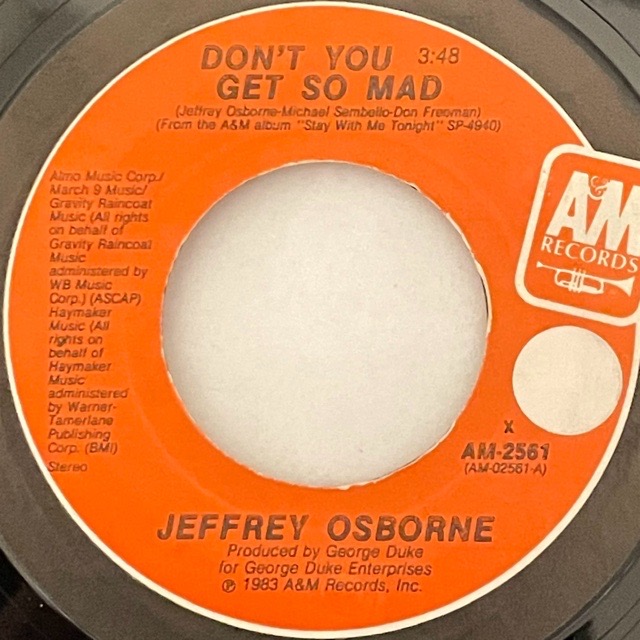 DON'T YOU 3:48
GET SO MAD
(Jeffrey Osborne-Michael Sembello-Don Freeman)
(From the A&M album "Stay With Me Tonight" SP-4940)
Almo Music Corp./
March 9 Music/
Gravity Raincoat
Music (All rights
on behalf of
Gravity Raincoat
Music
administered by
WB Music
Corp.) (ASCAP)
Haymaker
Music (All
rights on
behalf of
Haymaker
Music
administered
by Warner-
Tamerlane
Publishing
Corp. (BMI)
Stereo
A&M
RECORDS
X
AM-2561
(AM-02561-A)
JEFFREY OSBORNE
Produced by George Duke
for George Duke Enterprises
℗ 1983 A&M Records, Inc.